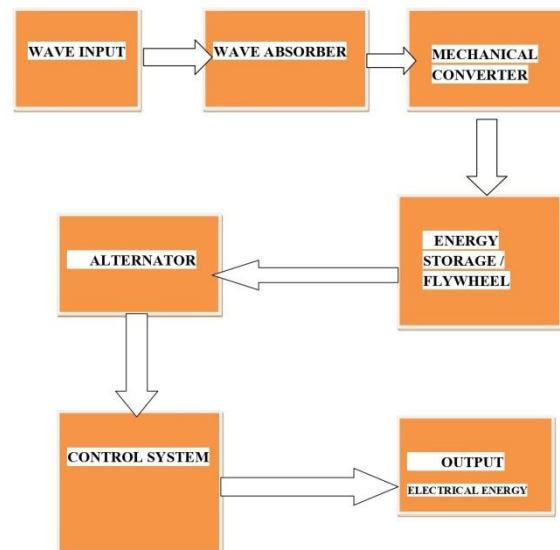 WAVE INPUT
WAVE ABSORBER
MECHANICAL
CONVERTER
ENERGY
STORAGE /
FLYWHEEL
ALTERNATOR
CONTROL SYSTEM
OUTPUT
ELECTRICAL ENERGY